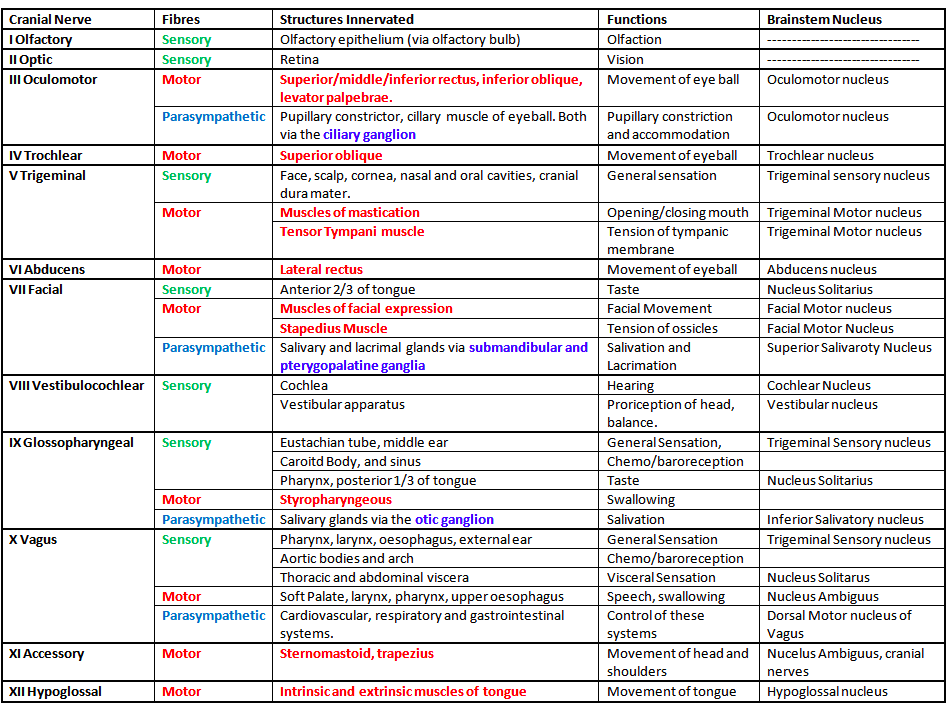 Cranial Nerve Fibres Structures Innervated Functions Brainstem Nucleus
I Olfactory Sensory Olfactory epithelium (via olfactory bulb) Olfaction -------------------------------
II Optic Sensory Retina Vision -------------------------------
III Oculomotor Motor Superior/middle/inferior rectus, inferior oblique, Movement of eye ball Oculomotor nucleus
levator palpebrae.
Parasympathetic Pupillary constrictor, cillary muscle of eyeball. Both Pupillary constriction Oculomotor nucleus
via the ciliary ganglion and accommodation
IV Trochlear Motor Superior oblique Movement of eyeball Trochlear nucleus
V Trigeminal Sensory Face, scalp, cornea, nasal and oral cavities, cranial General sensation Trigeminal sensory nucleus
dura mater.
Motor Muscles of mastication Opening/closing mouth Trigeminal Motor nucleus
Tensor Tympani muscle Tension of tympanic Trigeminal Motor nucleus
membrane
VI Abducens Motor Lateral rectus Movement of eyeball Abducens nucleus
VII Facial Sensory Anterior 2/3 of tongue Taste Nucleus Solitarius
Motor Muscles of facial expression Facial Movement Facial Motor nucleus
Stapedius Muscle Tension of ossicles Facial Motor Nucleus
Parasympathetic Salivary and lacrimal glands via submandibular and Salivation and Superior Salivaroty Nucleus
pterygopalatine ganglia Lacrimation
VIII Vestibulocochlear Sensory Cochlea Hearing Cochlear Nucleus
Vestibular apparatus Proriception of head, Vestibular nucleus
balance.
IX Glossopharyngeal Sensory Eustachian tube, middle ear General Sensation, Trigeminal Sensory nucleus
Caroitd Body, and sinus Chemo/baroreception
Pharynx, posterior 1/3 of tongue Taste Nucleus Solitarius
Motor Styropharyngeous Swallowing
Parasympathetic Salivary glands via the otic ganglion Salivation Inferior Salivatory nucleus
X Vagus Sensory Pharynx, larynx, oesophagus, external ear General Sensation Trigeminal Sensory nucleus
Aortic bodies and arch Chemo/baroreception
Thoracic and abdominal viscera Visceral Sensation Nucleus Solitarus
Motor Soft Palate, larynx, pharynx, upper oesophagus Speech, swallowing Nucleus Ambiguus
Parasympathetic Cardiovascular, respiratory and gastrointestinal Control of these Dorsal Motor nucleus of
systems. systems Vagus
XI Accessory Motor Sternomastoid, trapezius Movement of head and Nucelus Ambiguus, cranial
shoulders nerves
XII Hypoglossal Motor Intrinsic and extrinsic muscles of tongue Movement of tongue Hypoglossal nucleus